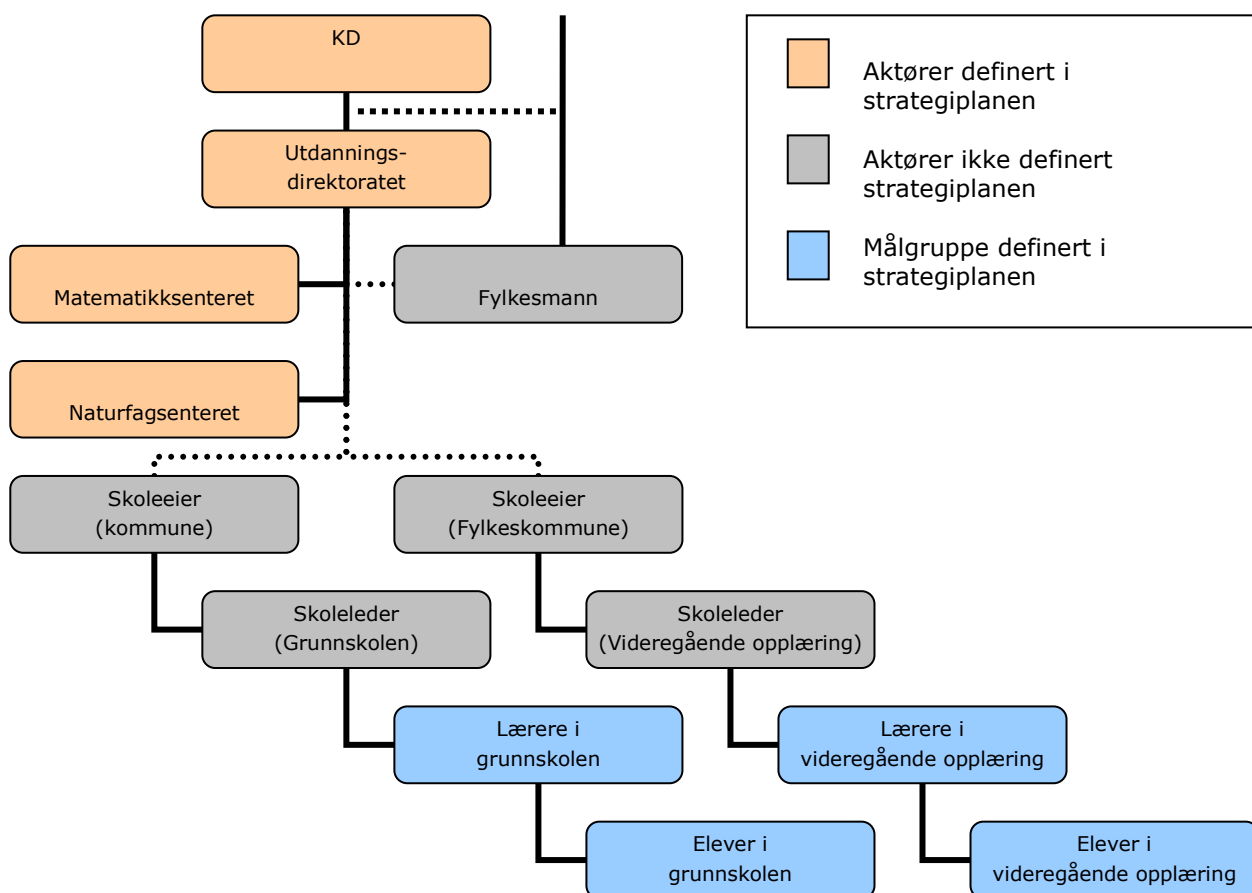 KD
Utdannings-
direktoratet
Matematikksenteret
Fylkesmann
Naturfagsenteret
Skoleeier
(kommune)
Skoleeier
(Fylkeskommune)
Skoleleder
(Grunnskolen)
Skoleleder
(Videregående opplæring)
Lærere i
grunnskolen
Lærere i
videregående opplæring
Elever i
grunnskolen
Elever i
videregående opplæring
Aktører definert i
strategiplanen
Aktører ikke definert
strategiplanen
Målgruppe definert i
strategiplanen